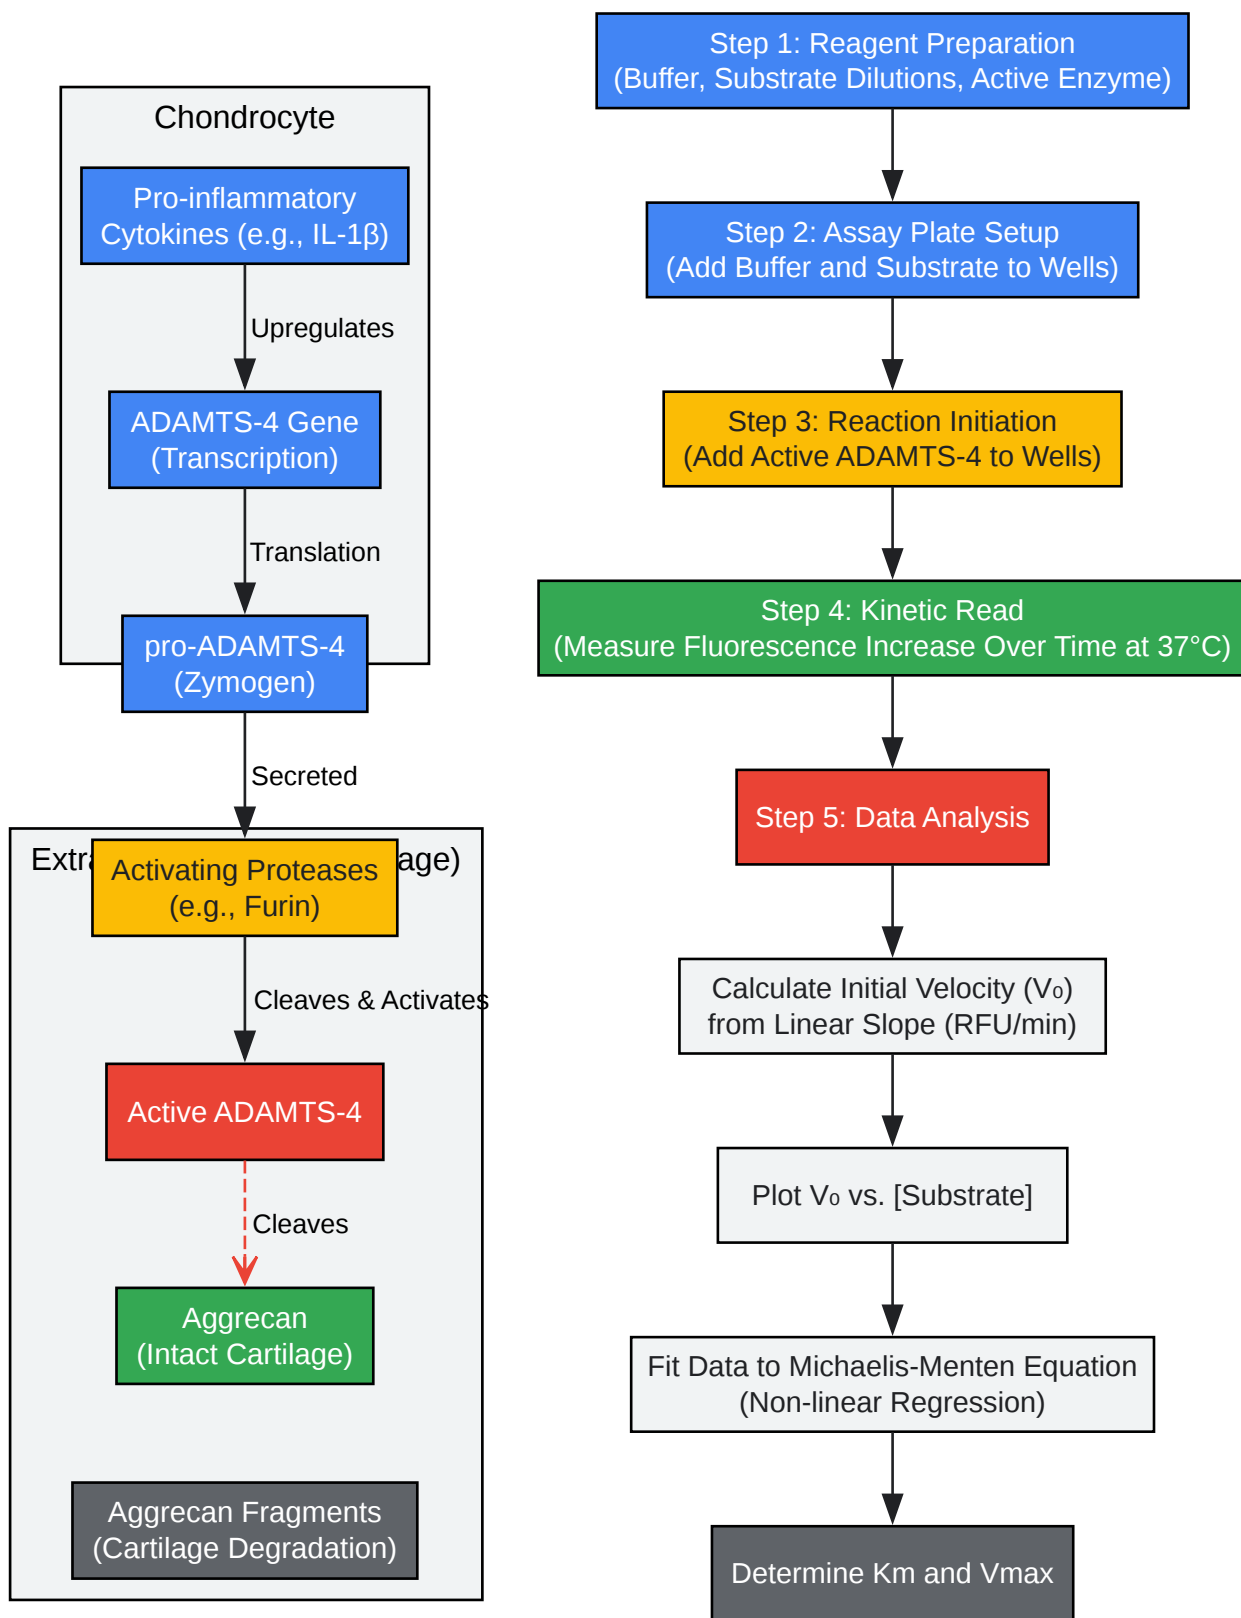 Chondrocyte
Pro-inflammatory
Cytokines (e.g., IL-1β)
Upregulates
ADAMTS-4 Gene
(Transcription)
Translation
pro-ADAMTS-4
(Zymogen)
Secreted
Extra
age)
Activating Proteases
(e.g., Furin)
Cleaves & Activates
Active ADAMTS-4
Cleaves
Aggrecan
(Intact Cartilage)
Aggrecan Fragments
(Cartilage Degradation)
Step 1: Reagent Preparation
(Buffer, Substrate Dilutions, Active Enzyme)
Step 2: Assay Plate Setup
(Add Buffer and Substrate to Wells)
Step 3: Reaction Initiation
(Add Active ADAMTS-4 to Wells)
Step 4: Kinetic Read
(Measure Fluorescence Increase Over Time at 37°C)
Step 5: Data Analysis
Calculate Initial Velocity (V₀)
from Linear Slope (RFU/min)
Plot V₀ vs. [Substrate]
Fit Data to Michaelis-Menten Equation
(Non-linear Regression)
Determine Km and Vmax